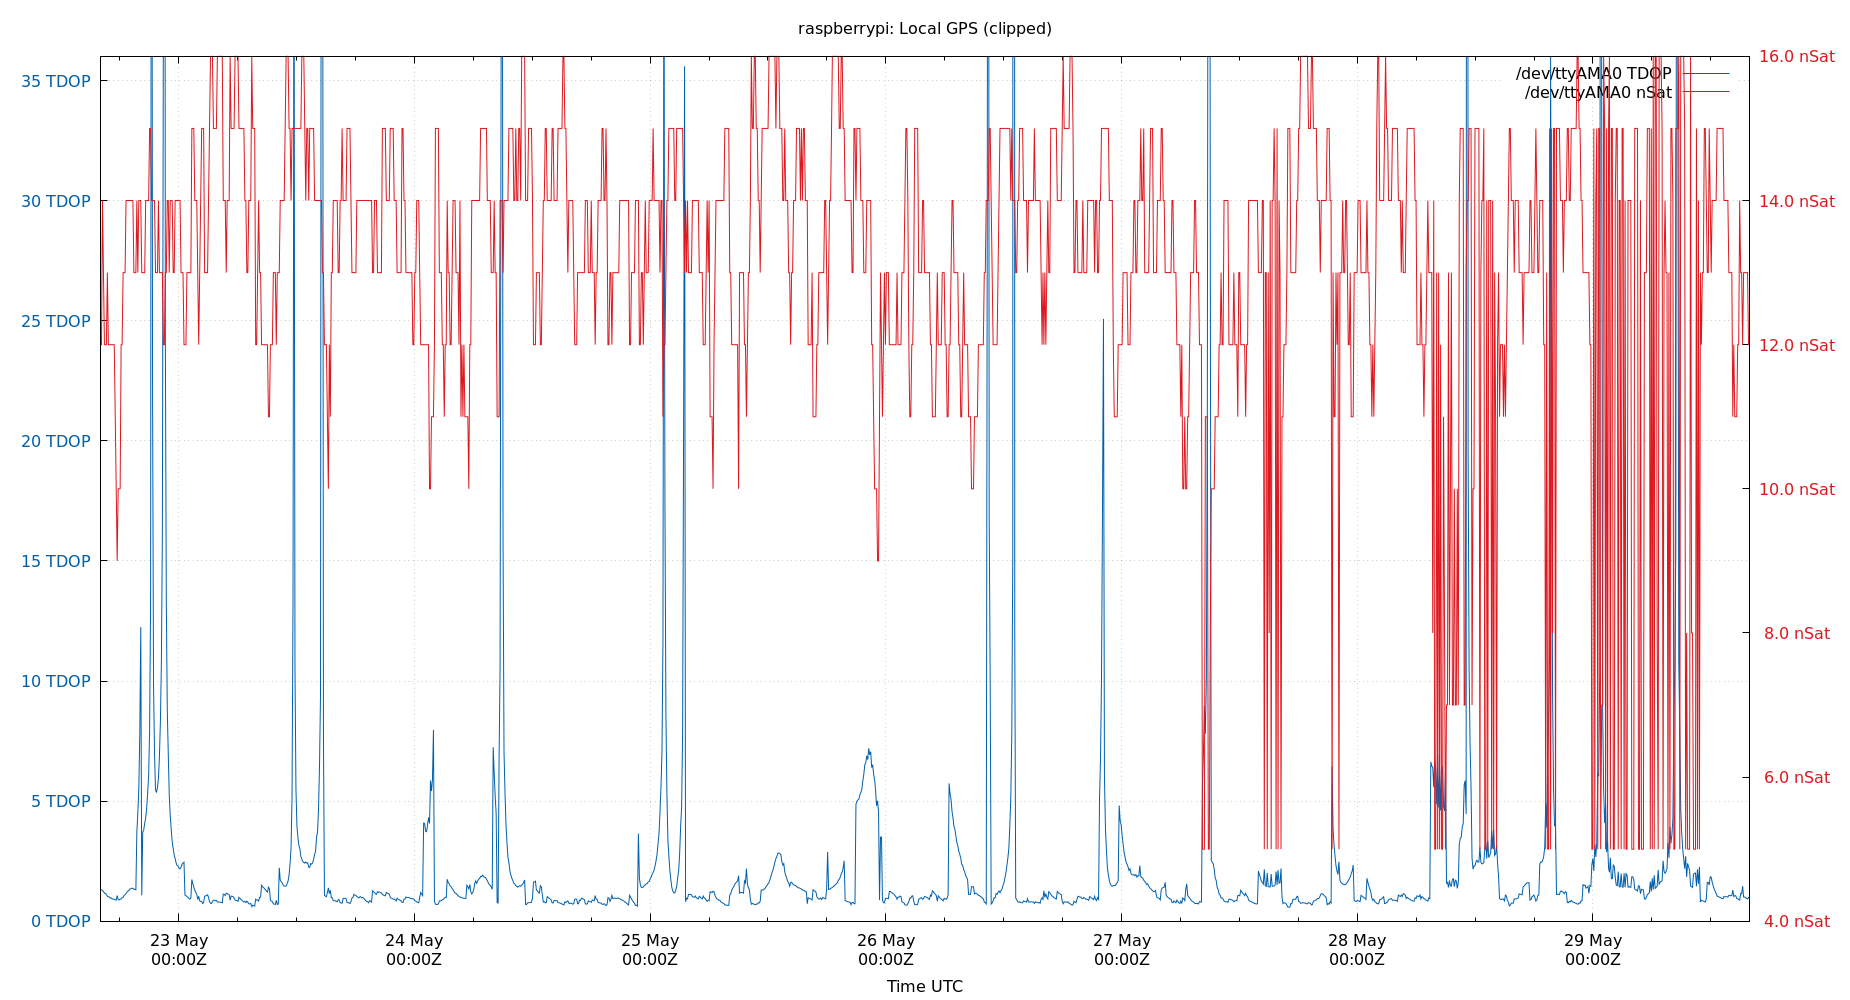 raspberrypi: Local GPS (clipped)
/dev/ttyAMA0 TDOP
/dev/ttyAMA0 nSat
35 TDOP
30 TDOP
25 TDOP
20 TDOP
15 TDOP
10 TDOP
5 TDOP
0 TDOP
16.0 nSat
14.0 nSat
12.0 nSat
10.0 nSat
8.0 nSat
6.0 nSat
4.0 nSat
23 May
00:00Z
24 May
00:00Z
25 May
00:00Z
26 May
00:00Z
27 May
00:00Z
28 May
00:00Z
29 May
00:00Z
Time UTC